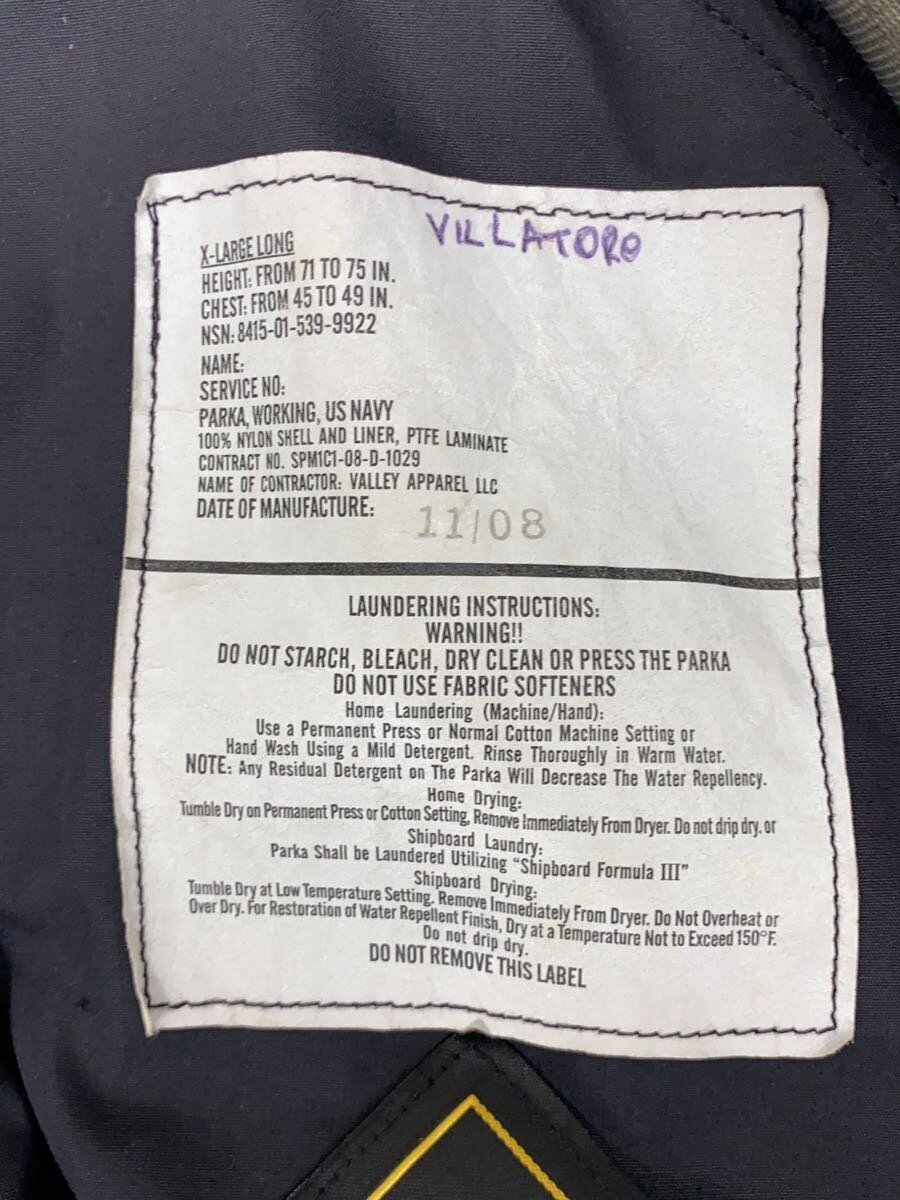 VILLATORO
X-LARGE LONG
HEIGHT: FROM 71 TO 75 IN.
CHEST: FROM 45 TO 49 IN.
NSN: 8415-01-539-9922
NAME:
SERVICE NO:
PARKA, WORKING, US NAVY
100% NYLON SHELL AND LINER, PTFE LAMINATE
CONTRACT NO. SPM1C1-08-D-1029
NAME OF CONTRACTOR: VALLEY APPAREL LLC
DATE OF MANUFACTURE: 11/08
LAUNDERING INSTRUCTIONS:
WARNING!!
DO NOT STARCH, BLEACH, DRY CLEAN OR PRESS THE PARKA
DO NOT USE FABRIC SOFTENERS
Home Laundering (Machine/Hand):
Use a Permanent Press or Normal Cotton Machine Setting or
Hand Wash Using a Mild Detergent. Rinse Thoroughly in Warm Water.
NOTE: Any Residual Detergent on The Parka Will Decrease The Water Repellency.
Home Drying:
Tumble Dry on Permanent Press or Cotton Setting, Remove Immediately From Dryer. Do not drip dry. or
Shipboard Laundry:
Parka Shall be Laundered Utilizing "Shipboard Formula III"
Shipboard Drying:
Tumble Dry at Low Temperature Setting. Remove Immediately From Dryer. Do Not Overheat or
Over Dry. For Restoration of Water Repellent Finish, Dry at a Temperature Not to Exceed 150°F.
Do not drip dry.
DO NOT REMOVE THIS LABEL